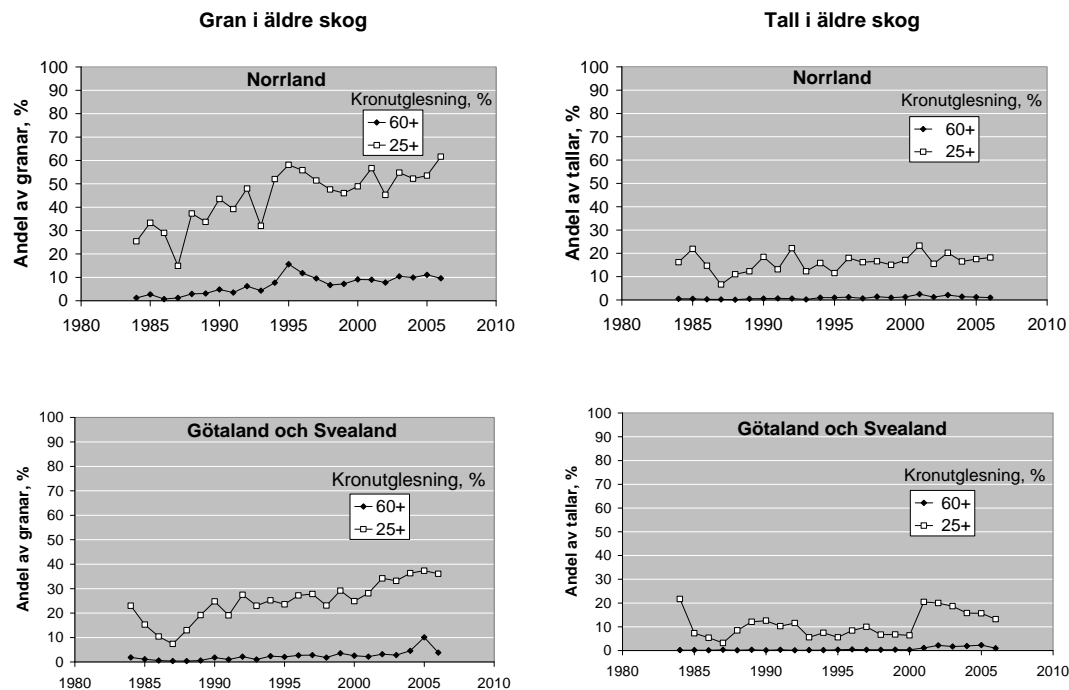 Gran i äldre skog
Tall i äldre skog
Norrland
Kronutglesning, %
60+
25+
Andel av granar, %
100
90
80
70
60
50
40
30
20
10
0
1980 1985 1990 1995 2000 2005 2010
Norrland
Kronutglesning, %
60+
25+
Andel av tallar, %
100
90
80
70
60
50
40
30
20
10
0
1980 1985 1990 1995 2000 2005 2010
Götaland och Svealand
Kronutglesning, %
60+
25+
Andel av granar, %
100
90
80
70
60
50
40
30
20
10
0
1980 1985 1990 1995 2000 2005 2010
Götaland och Svealand
Kronutglesning, %
60+
25+
Andel av tallar, %
100
90
80
70
60
50
40
30
20
10
0
1980 1985 1990 1995 2000 2005 2010